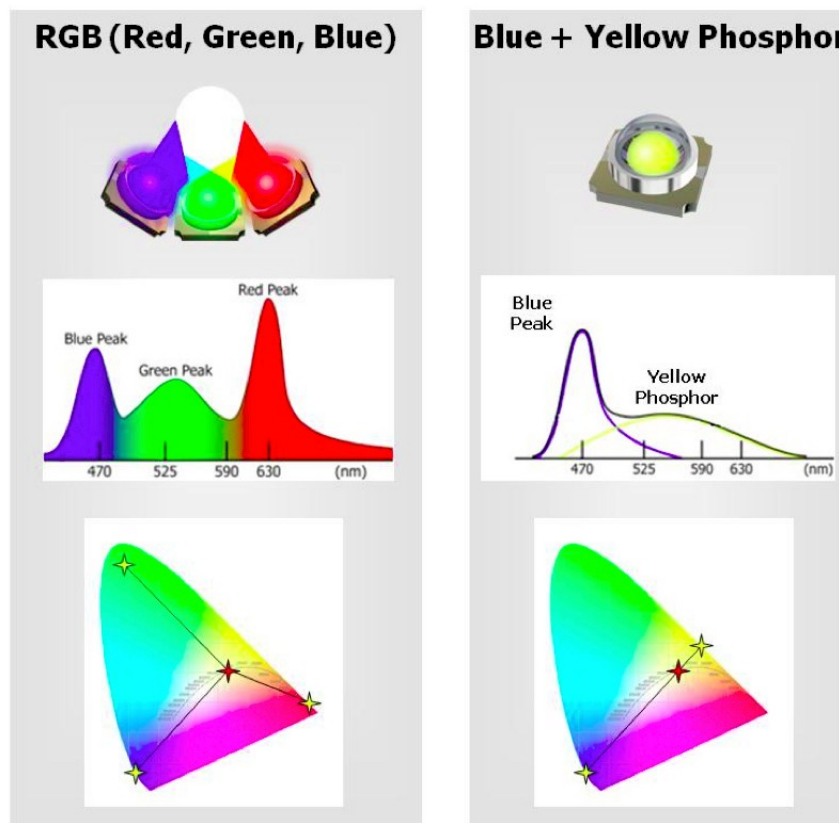 RGB (Red, Green, Blue)
Red Peak
Blue Peak
Green Peak
470 525 590 630 (nm)
Blue + Yellow Phosphor
Blue
Peak
Yellow
Phosphor
470 525 590 630 (nm)